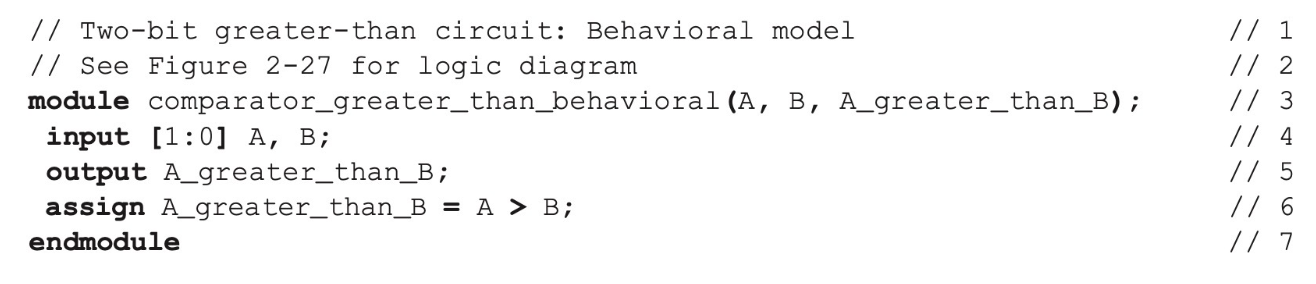 // Two-bit greater-than circuit: Behavioral model // 1
// See Figure 2-27 for logic diagram // 2
module comparator_greater_than_behavioral(A, B, A_greater_than_B); // 3
input [1:0] A, B; // 4
output A_greater_than_B; // 5
assign A_greater_than_B = A > B; // 6
endmodule // 7